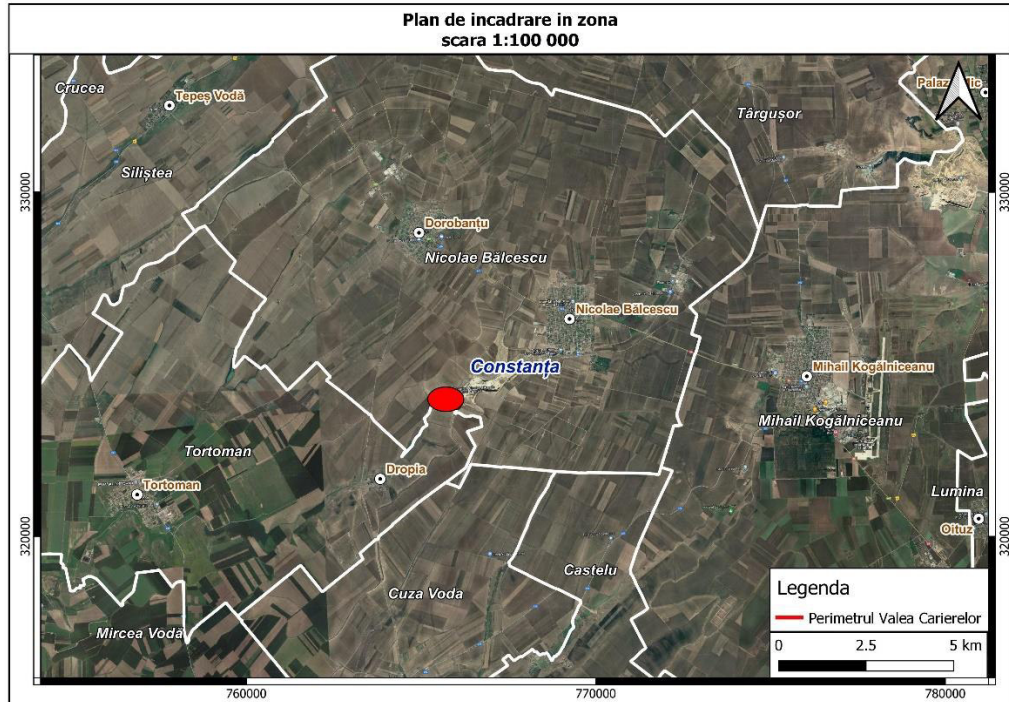 Plan de incadrare in zona
scara 1:100 000
Crucea
Tepeș Vodă
Palazu Mic
Târgușor
Siliștea
330000
330000
Dorobanțu
Nicolae Bălcescu
Nicolae Bălcescu
Constanța
Mihail Kogălniceanu
Mihail Kogălniceanu
Tortoman
Dropia
Tortoman
Lumina
Oituz
320000
320000
Castelu
Cuza Voda
Mircea Vodă
Legenda
Perimetrul Valea Carierelor
0 2.5 5 km
760000 770000 780000